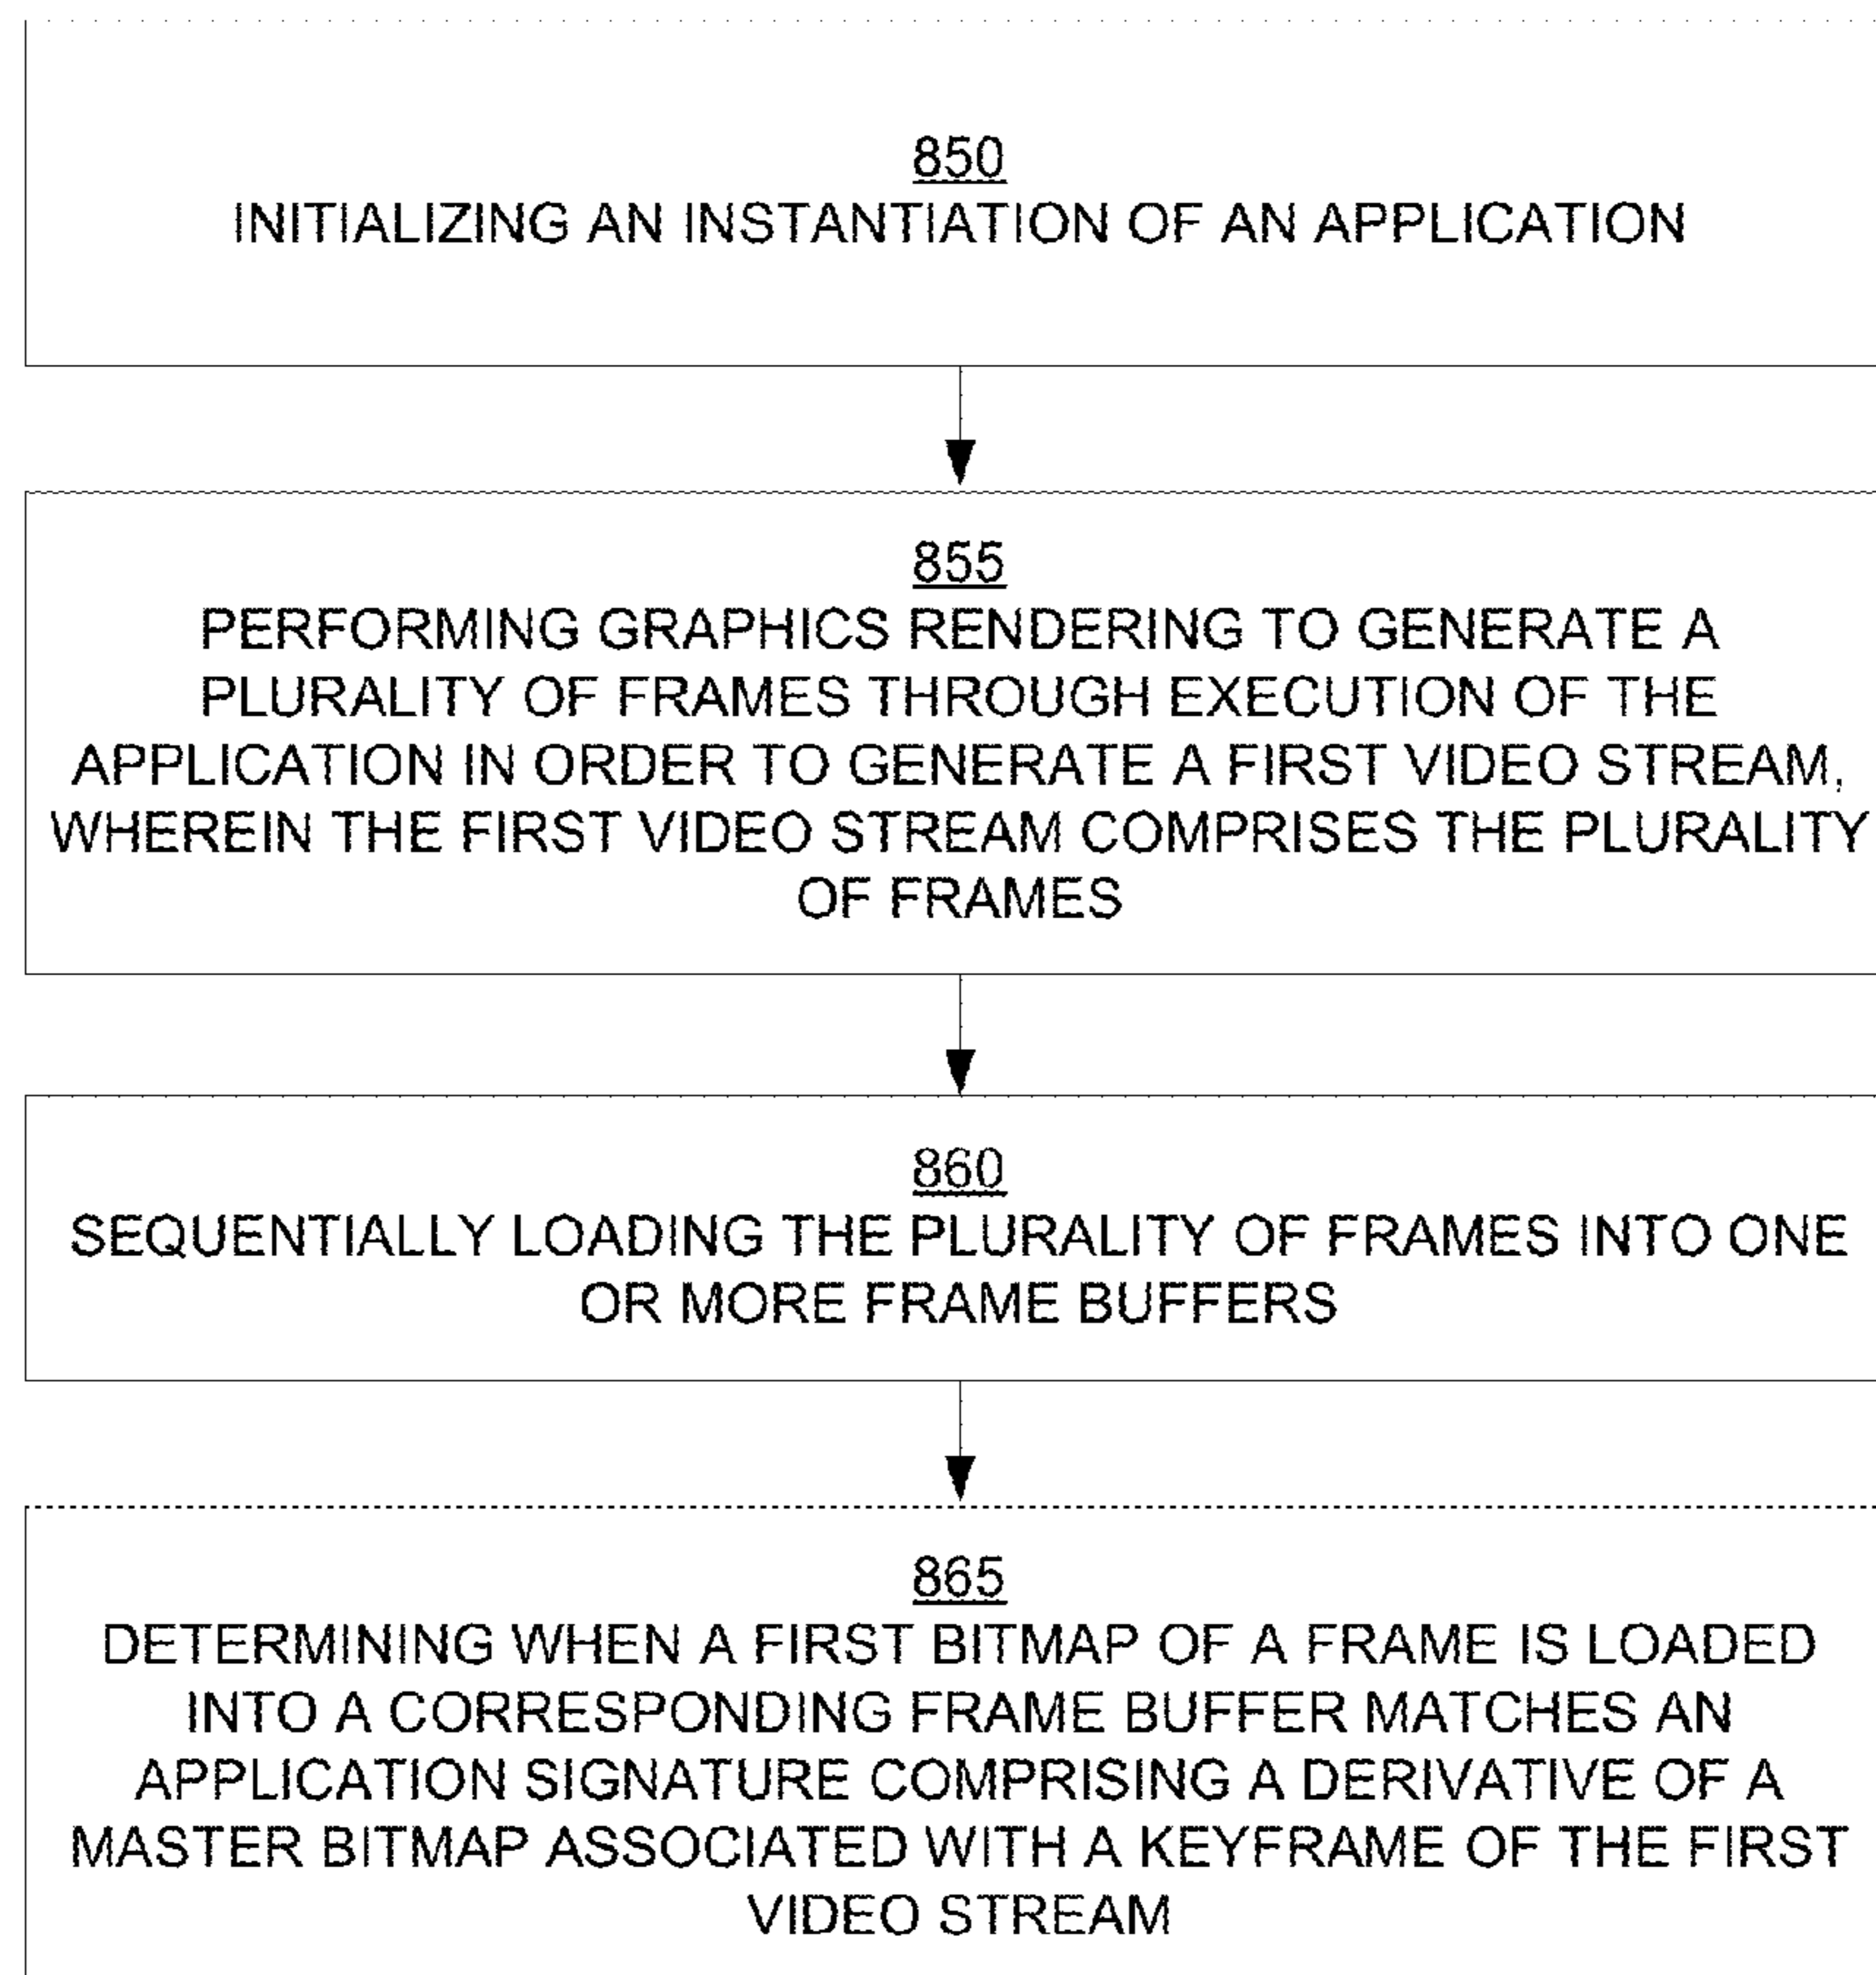 850
INITIALIZING AN INSTANTIATION OF AN APPLICATION
855
PERFORMING GRAPHICS RENDERING TO GENERATE A
PLURALITY OF FRAMES THROUGH EXECUTION OF THE
APPLICATION IN ORDER TO GENERATE A FIRST VIDEO STREAM,
WHEREIN THE FIRST VIDEO STREAM COMPRISES THE PLURALITY
OF FRAMES
860
SEQUENTIALLY LOADING THE PLURALITY OF FRAMES INTO ONE
OR MORE FRAME BUFFERS
865
DETERMINING WHEN A FIRST BITMAP OF A FRAME IS LOADED
INTO A CORRESPONDING FRAME BUFFER MATCHES AN
APPLICATION SIGNATURE COMPRISING A DERIVATIVE OF A
MASTER BITMAP ASSOCIATED WITH A KEYFRAME OF THE FIRST
VIDEO STREAM